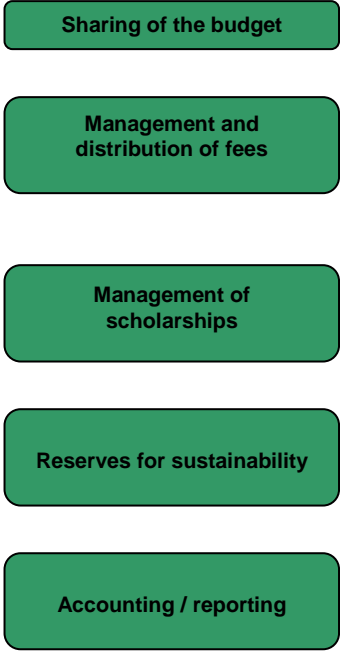 Sharing of the budget
Management and
distribution of fees
Management of
scholarships
Reserves for sustainability
Accounting / reporting